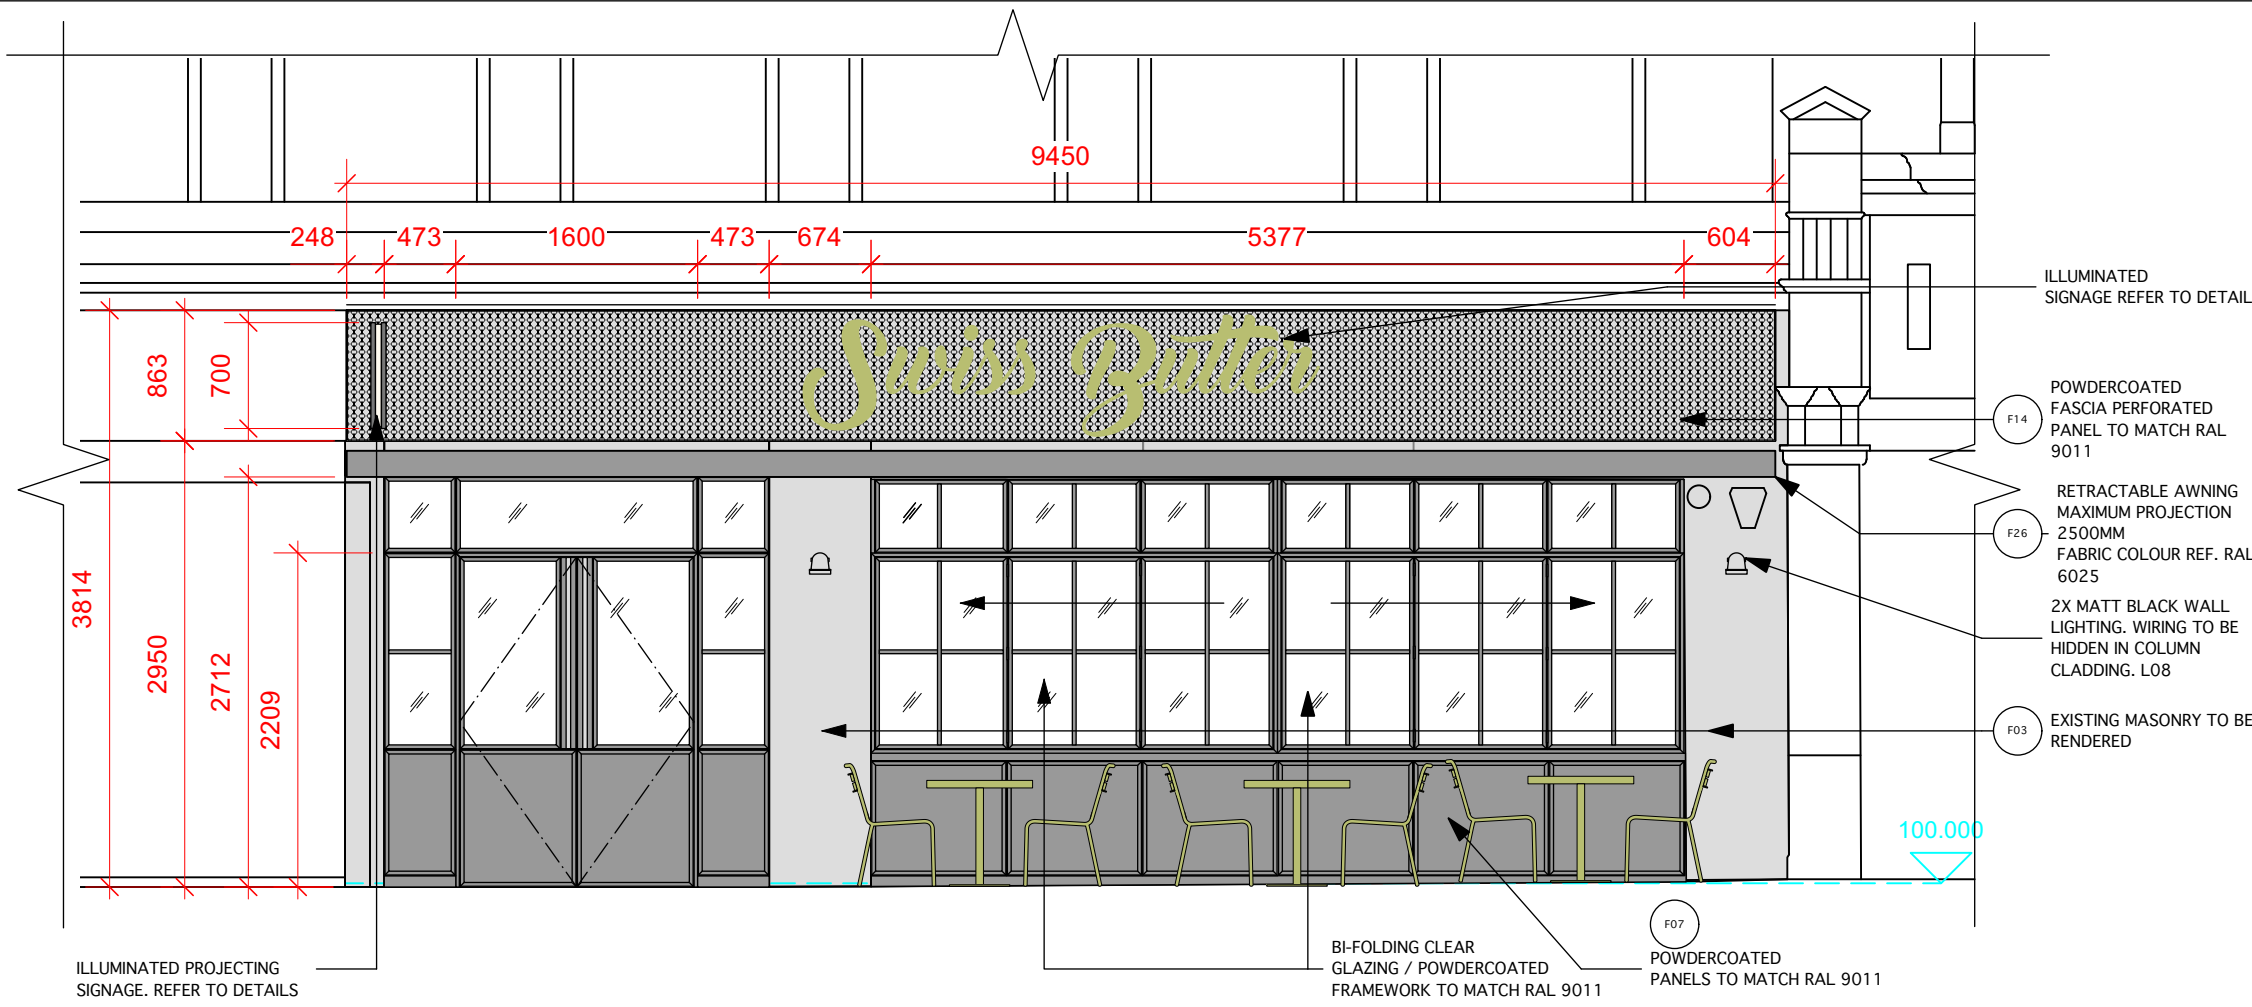 9450
248 473 1600 473 674 5377 604
ILLUMINATED
SIGNAGE REFER TO DETAIL
Swiss Butter
863
700
POWDERCOATED
FASCIA PERFORATED
PANEL TO MATCH RAL
9011
F14
RETRACTABLE AWNING
MAXIMUM PROJECTION
2500MM
FABRIC COLOUR REF. RAL
6025
F26
2X MATT BLACK WALL
LIGHTING. WIRING TO BE
HIDDEN IN COLUMN
CLADDING. L08
3814
2950
2712
2209
F03
EXISTING MASONRY TO BE
RENDERED
100.000
F07
POWDERCOATED
PANELS TO MATCH RAL 9011
BI-FOLDING CLEAR
GLAZING / POWDERCOATED
FRAMEWORK TO MATCH RAL 9011
ILLUMINATED PROJECTING
SIGNAGE. REFER TO DETAILS